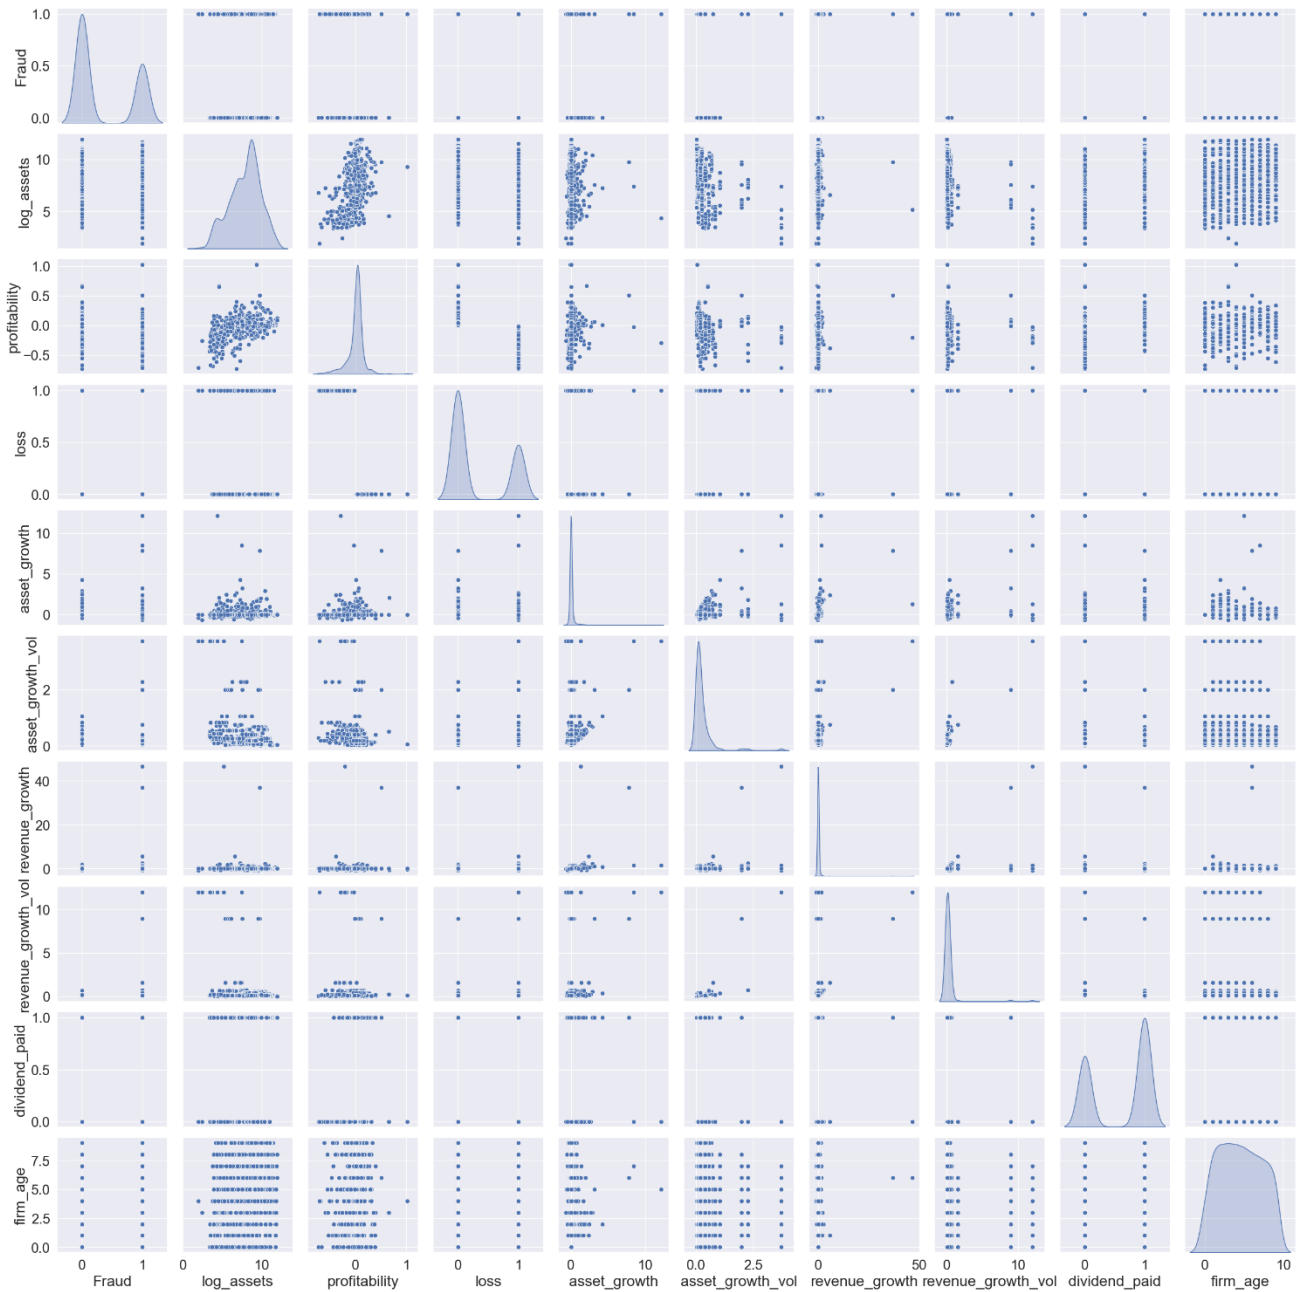 1.0
0.5
0.0
Fraud
10
5
log_assets
1.0
0.5
0.0
−0.5
profitability
1.0
0.5
0.0
loss
10
5
0
asset_growth
2
0
asset_growth_vol
40
20
0
revenue_growth
10
5
0
revenue_growth_vol
1.0
0.5
0.0
dividend_paid
7.5
5.0
2.5
0.0
firm_age
0 1 0 10 0 1 0 1 0 10 0.0 2.5 0 50 0 10 0 1 0 10
Fraud log_assets profitability loss asset_growth asset_growth_vol revenue_growth revenue_growth_vol dividend_paid firm_age